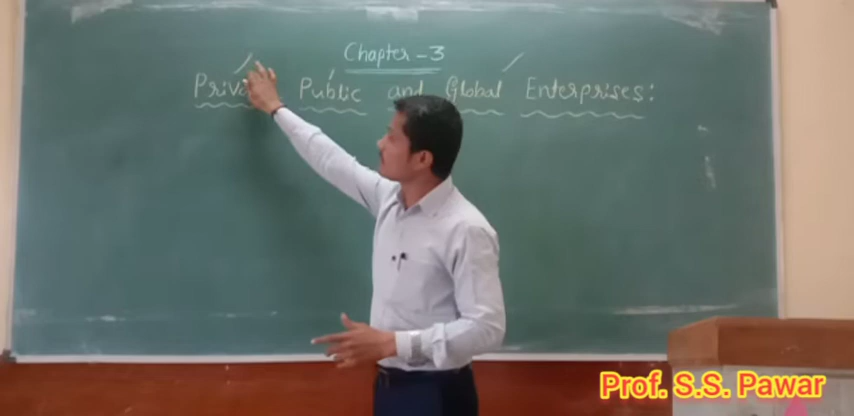 Chapter - 3
Public and Global Enterprises:
Prof. S.S. Pawar